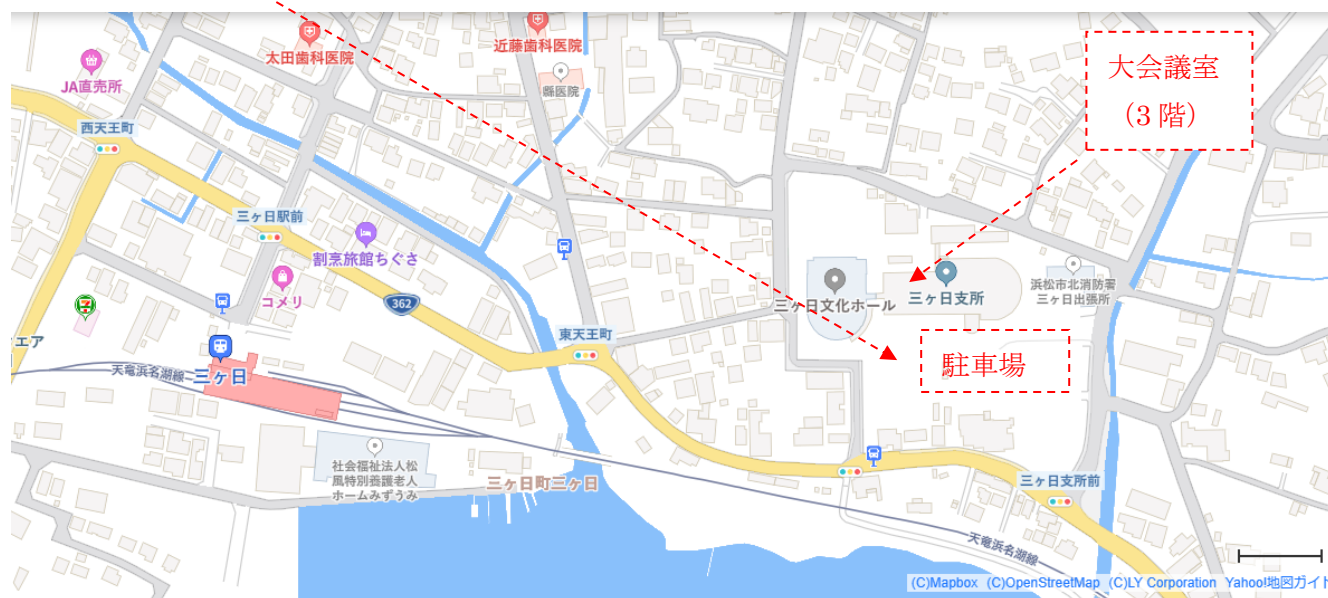 太田歯科医院
近藤歯科医院
JA直売所
縣医院
大会議室
（3 階）
西天王町
三ヶ日駅前
割烹旅館ちぐさ
コメリ
362
三ヶ日文化ホール
三ヶ日支所
浜松市北消防署
三ヶ日出張所
東天王町
エア
天竜浜名湖線
三ヶ日
駐車場
社会福祉法人松
風特別養護老人
ホームみずうみ
三ヶ日町三ヶ日
三ヶ日支所前
天竜浜名湖線
(C)Mapbox (C)OpenStreetMap (C)LY Corporation Yahoo!地図ガイド